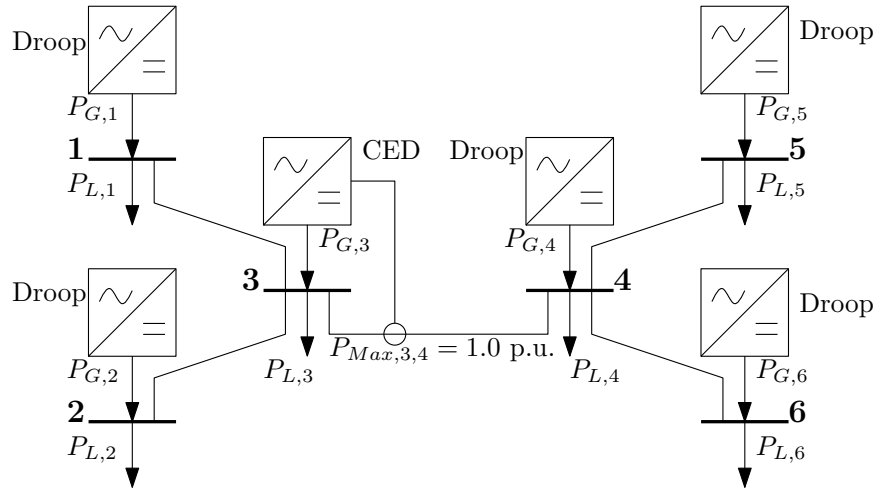 Droop
Droop
P_{G,1}
P_{G,5}
1
5
CED
Droop
P_{L,1}
P_{L,5}
P_{G,3}
P_{G,4}
3
4
Droop
Droop
P_{Max,3,4} = 1.0 p.u.
P_{G,2}
P_{L,3}
P_{L,4}
P_{G,6}
2
6
P_{L,2}
P_{L,6}